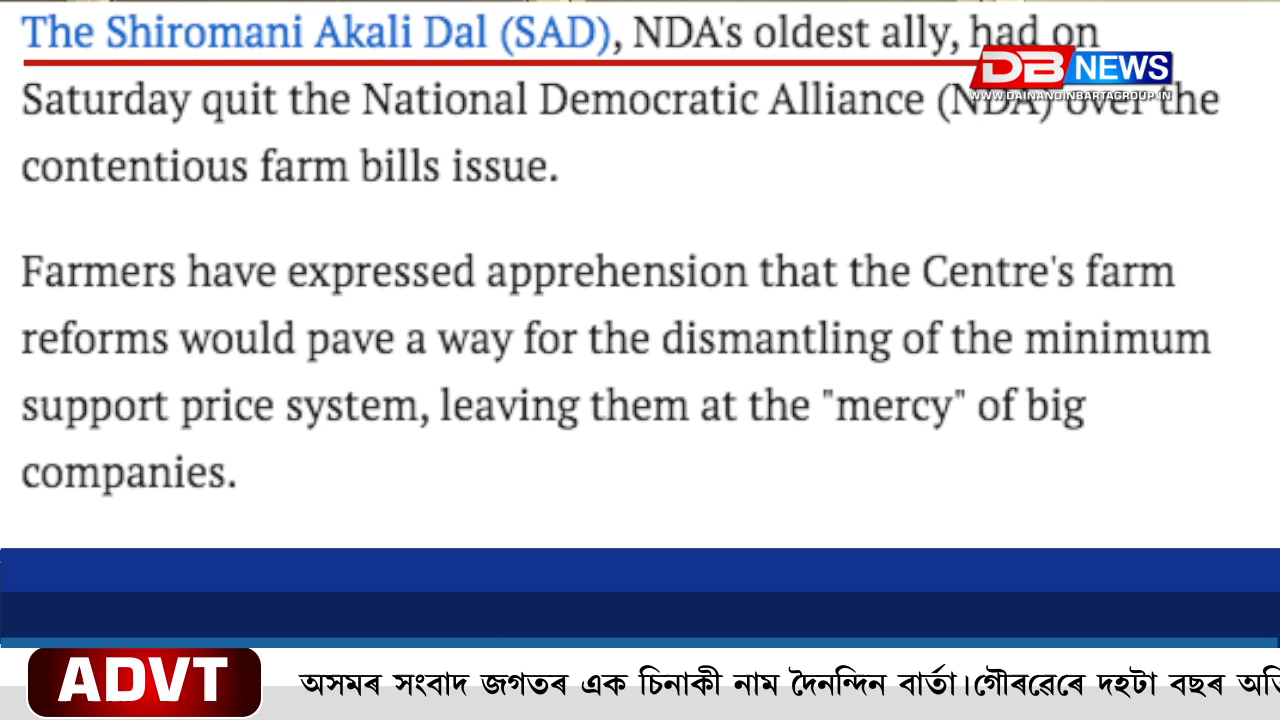 The Shiromani Akali Dal (SAD), NDA's oldest ally, had on
DB NEWS
WWW.DAINANDINBARTAGROUP.IN
Saturday quit the National Democratic Alliance (NDA) over the
contentious farm bills issue.
Farmers have expressed apprehension that the Centre's farm
reforms would pave a way for the dismantling of the minimum
support price system, leaving them at the "mercy" of big
companies.
ADVT
অসমৰ সংবাদ জগতৰ এক চিনাকী নাম দৈনন্দিন বাৰ্তা।গৌৰৱেৰে দহটা বছৰ